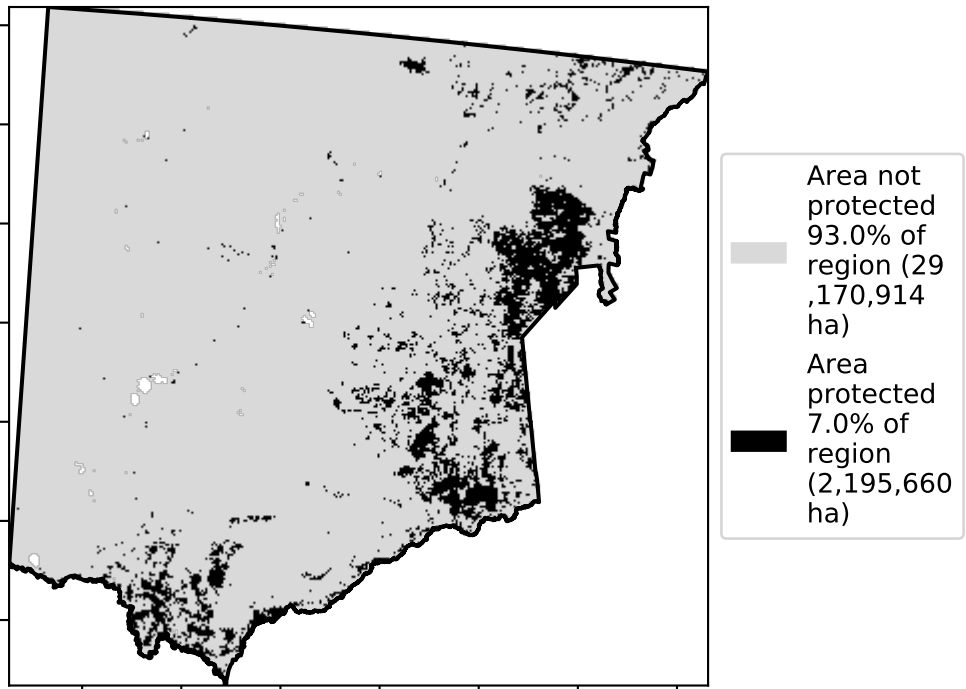 Area not
protected
93.0% of
region (29
,170,914
ha)
Area
protected
7.0% of
region
(2,195,660
ha)